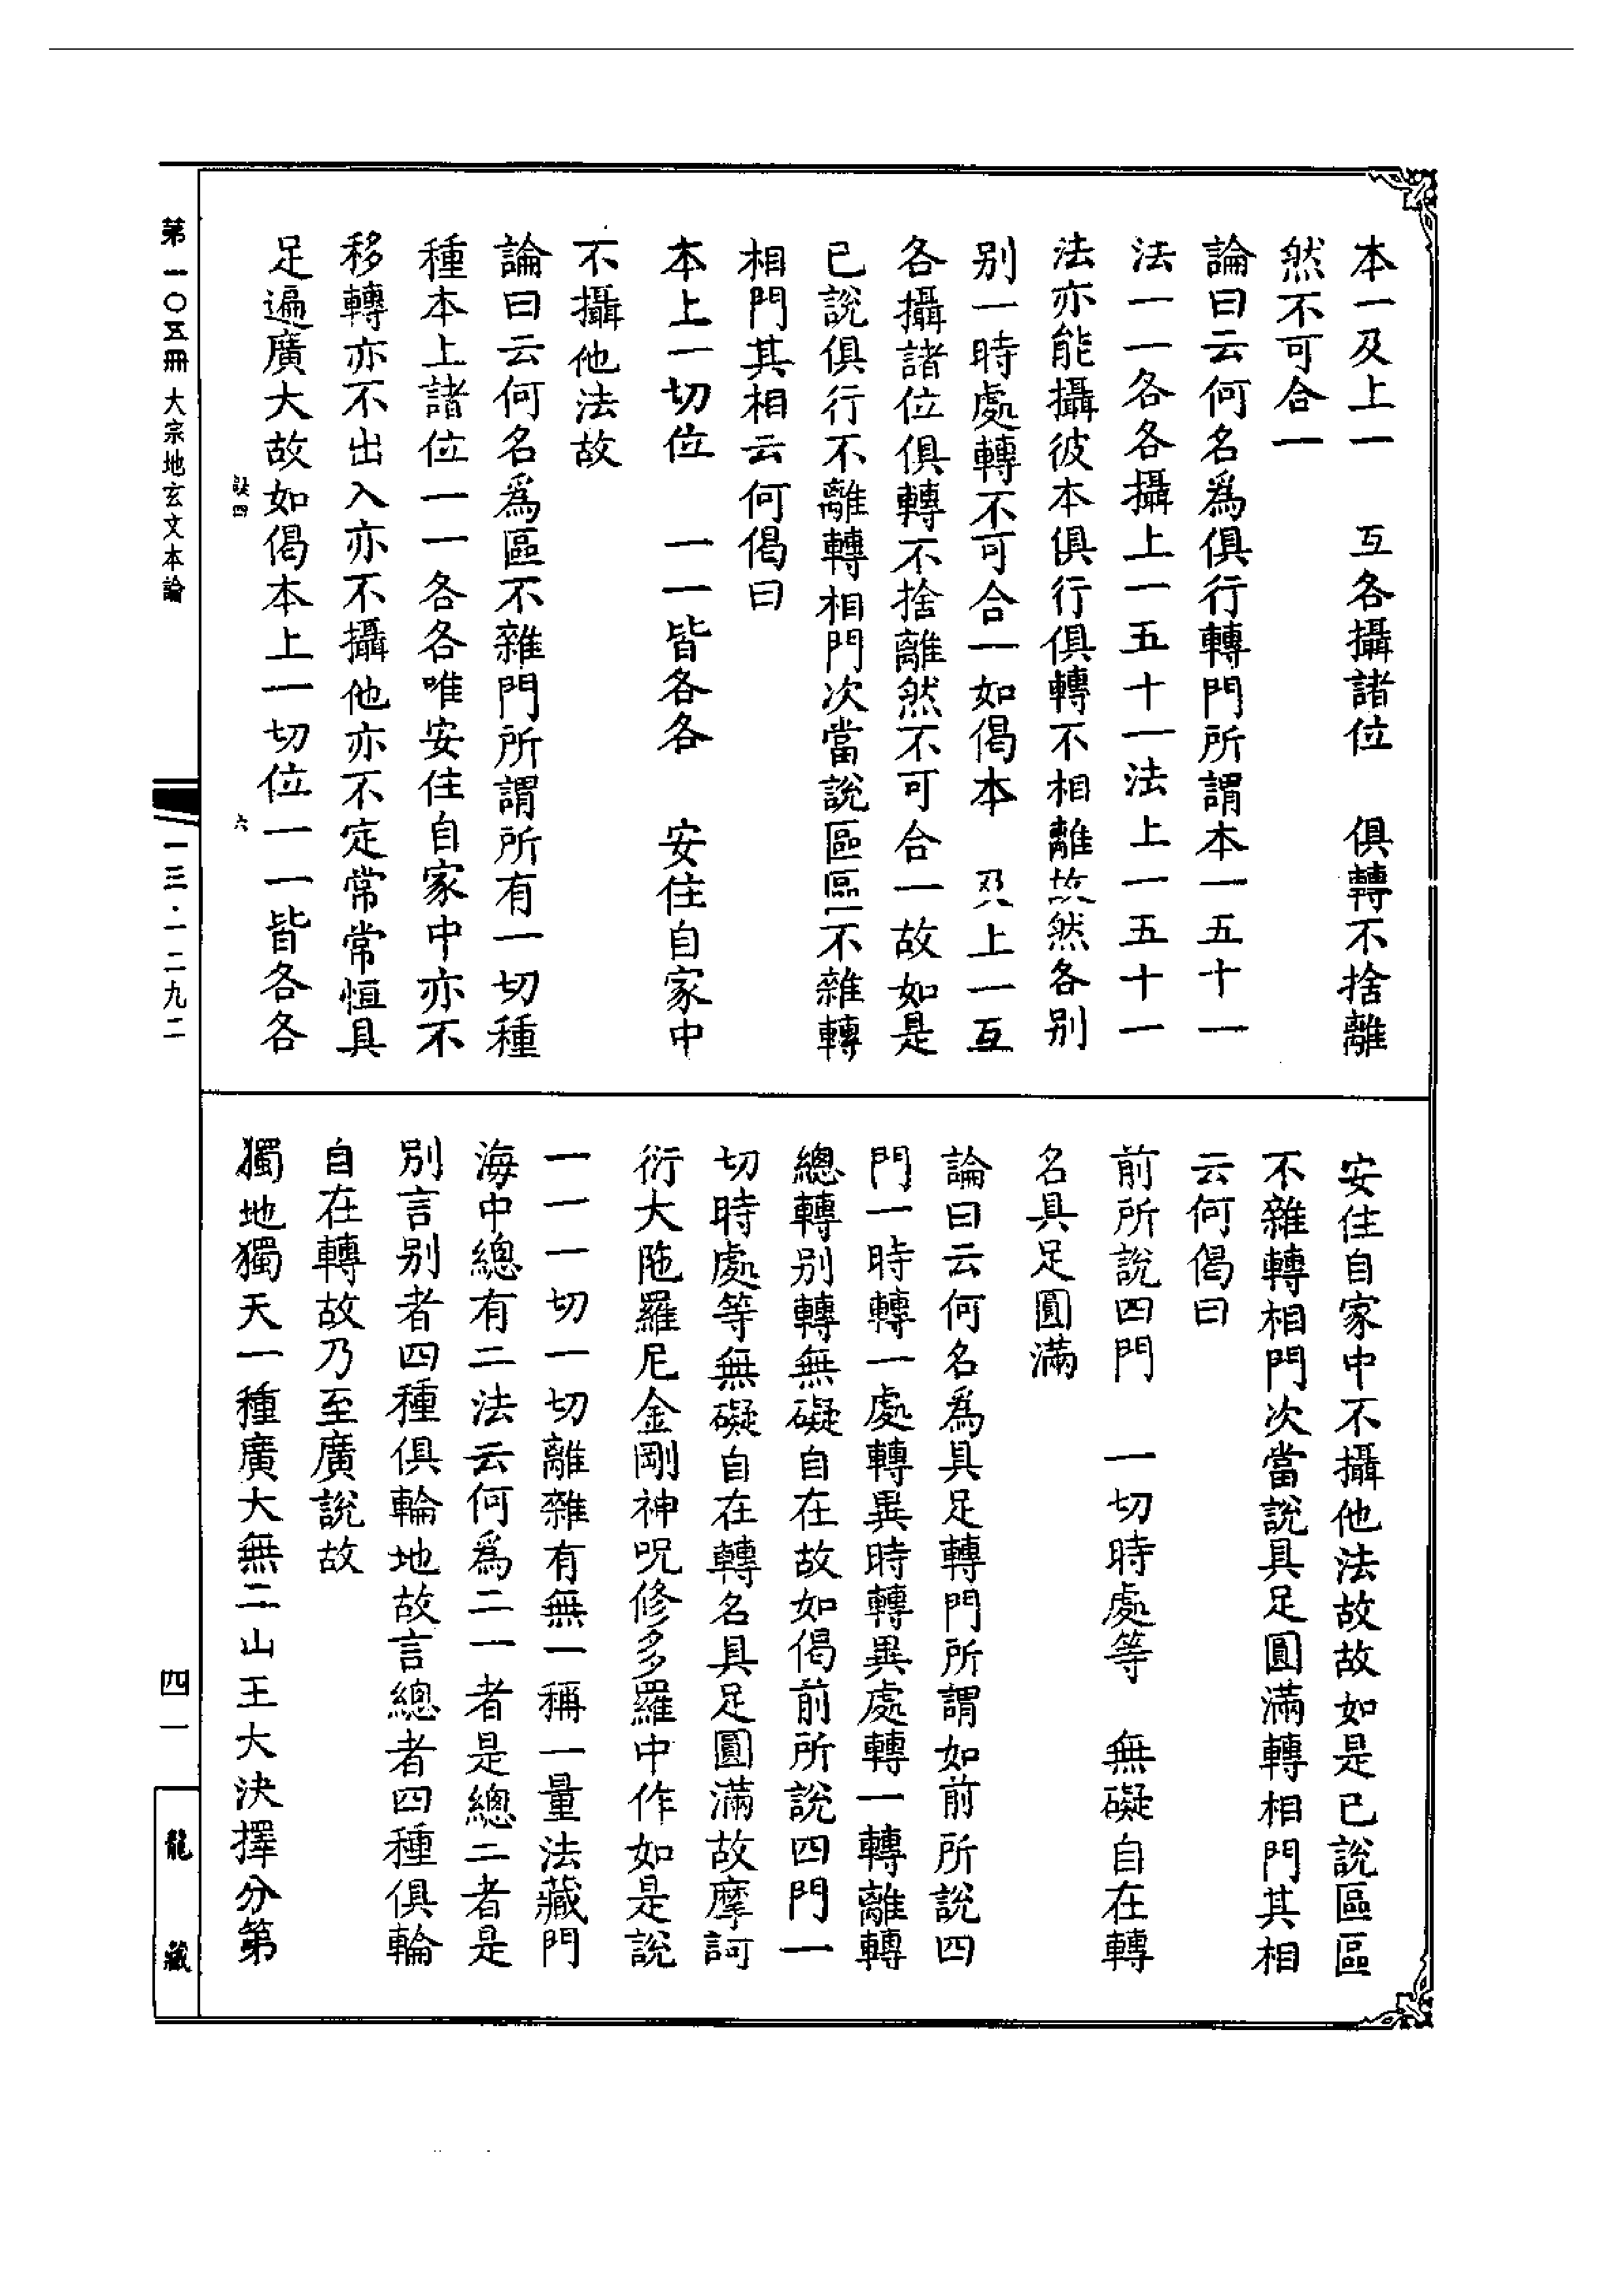 本一及上一　互各攝諸位　俱轉不捨離
然不可合一
論曰云何名爲俱行轉門所謂本一五十一
法一一各各攝上一五十一法上一五十一
法亦能攝彼本俱行俱轉不相離故然各別
别一時處轉不可合一如偈本　及上一互
各攝諸位俱轉不捨離然不可合一故如是
已說俱行不離轉相門次當說區區不雜轉
相門其相云何偈曰
本上一切位　一一皆各各　安住自家中
不攝他法故
論曰云何名爲區不雜門所謂所有一切種
種本上諸位一一各各唯安住自家中亦不
移轉亦不出入亦不攝他亦不定常常恒具
足遍廣大故如偈本上一切位一一皆各各
安住自家中不攝他法故故如是已說區區
不雜轉相門次當說具足圓滿轉相門其相
云何偈曰
前所說四門　一切時處等　無礙自在轉
名具足圓滿
論曰云何名爲具足轉門所謂如前所說四
門一時轉一處轉異時轉異處轉一轉離轉
總轉别轉無礙自在故如偈前所說四門一
切時處等無礙自在轉名具足圓滿故摩訶
衍大陁羅尼金剛神呪修多羅中作如是說
一一一切一切離雜有無一稱一量法藏門
海中總有二法云何爲二一者是總二者是
别言别者四種俱輪地故言總者四種俱輪
自在轉故乃至廣說故
獨地獨天一種廣大無二山王大決擇分第
第一〇五冊 大宗地玄文本論
四
六
一三·一二九二
四一
龍藏